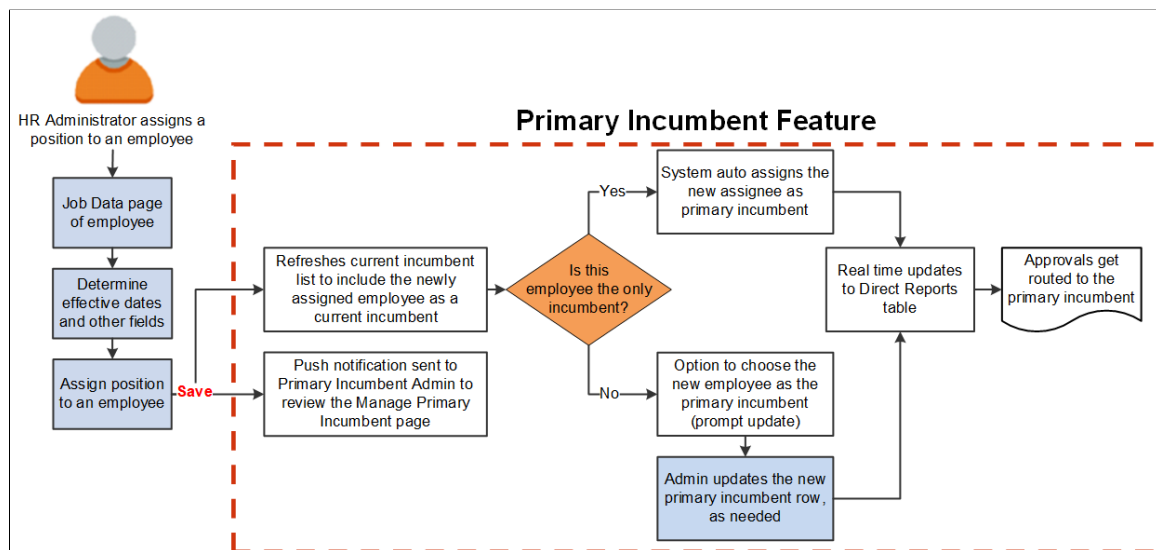 HR Administrator assigns a
position to an employee
Primary Incumbent Feature
Job Data page
of employee
Determine
effective dates
and other fields
Assign position
to an employee
Save
Refreshes current incumbent
list to include the newly
assigned employee as a
current incumbent
Push notification sent to
Primary Incumbent Admin to
review the Manage Primary
Incumbent page
Is this
employee the only
incumbent?
Yes
System auto assigns the
new assignee as
primary incumbent
No
Option to choose the
new employee as the
primary incumbent
(prompt update)
Admin updates the new
primary incumbent row,
as needed
Real time updates
to Direct Reports
table
Approvals get
routed to the
primary incumbent